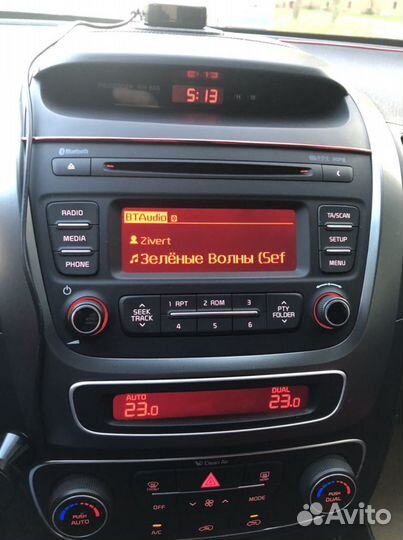 5:13
Bluetooth
MP3
RADIO
MEDIA
PHONE
BTAudio
Zivert
Зелёные Волны (Sef
TA/SCAN
SETUP
MENU
SEEK
TRACK
1 RPT
2 RDM
3
4
5
6
PTY
FOLDER
AUTO
23.0
DUAL
23.0
Clean Air
OFF
MODE
A/C
PUSH
AUTO
PUSH
DUAL
Avito